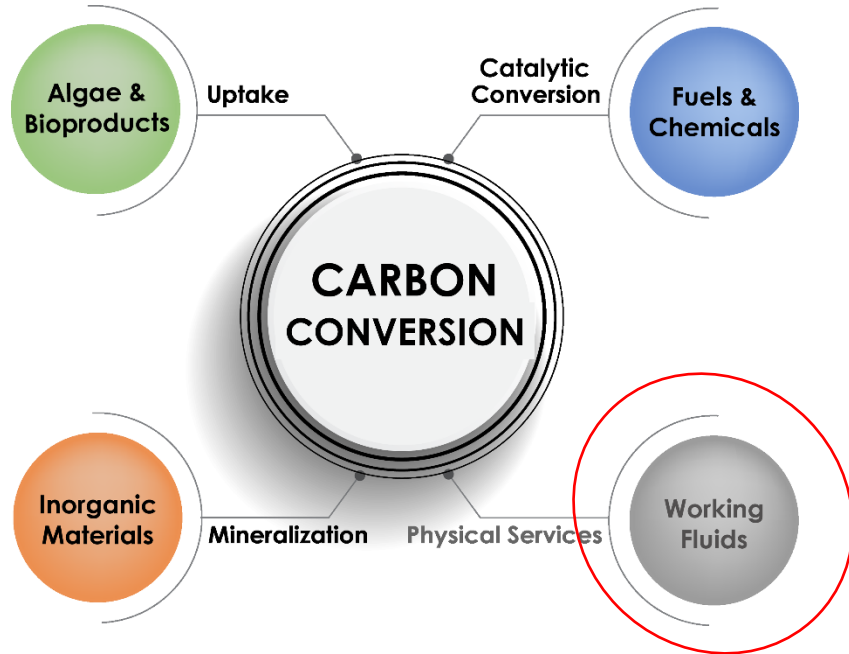 Algae &
Bioproducts
Uptake
Catalytic
Conversion
Fuels &
Chemicals
CARBON
CONVERSION
Inorganic
Materials
Mineralization
Physical Services
Working
Fluids